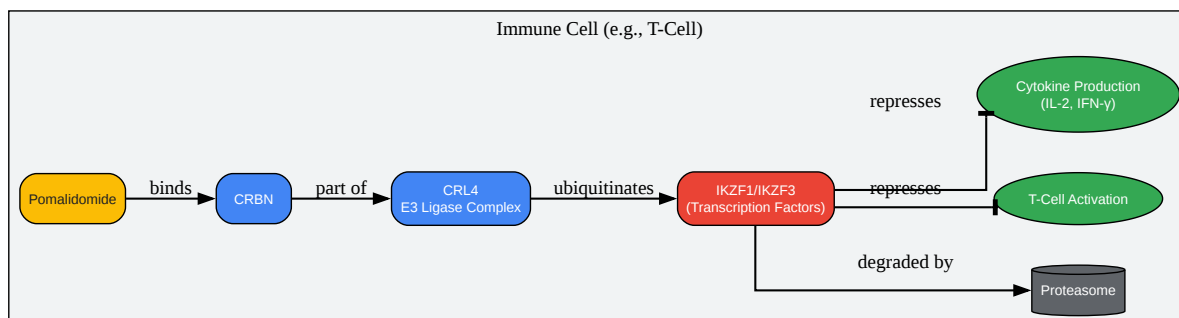 Immune Cell (e.g., T-Cell)
Cytokine Production
(IL-2, IFN-γ)
represses
Pomalidomide
binds
CRBN
part of
CRL4
E3 Ligase Complex
ubiquitinates
IKZF1/IKZF3
(Transcription Factors)
represses
T-Cell Activation
degraded by
Proteasome